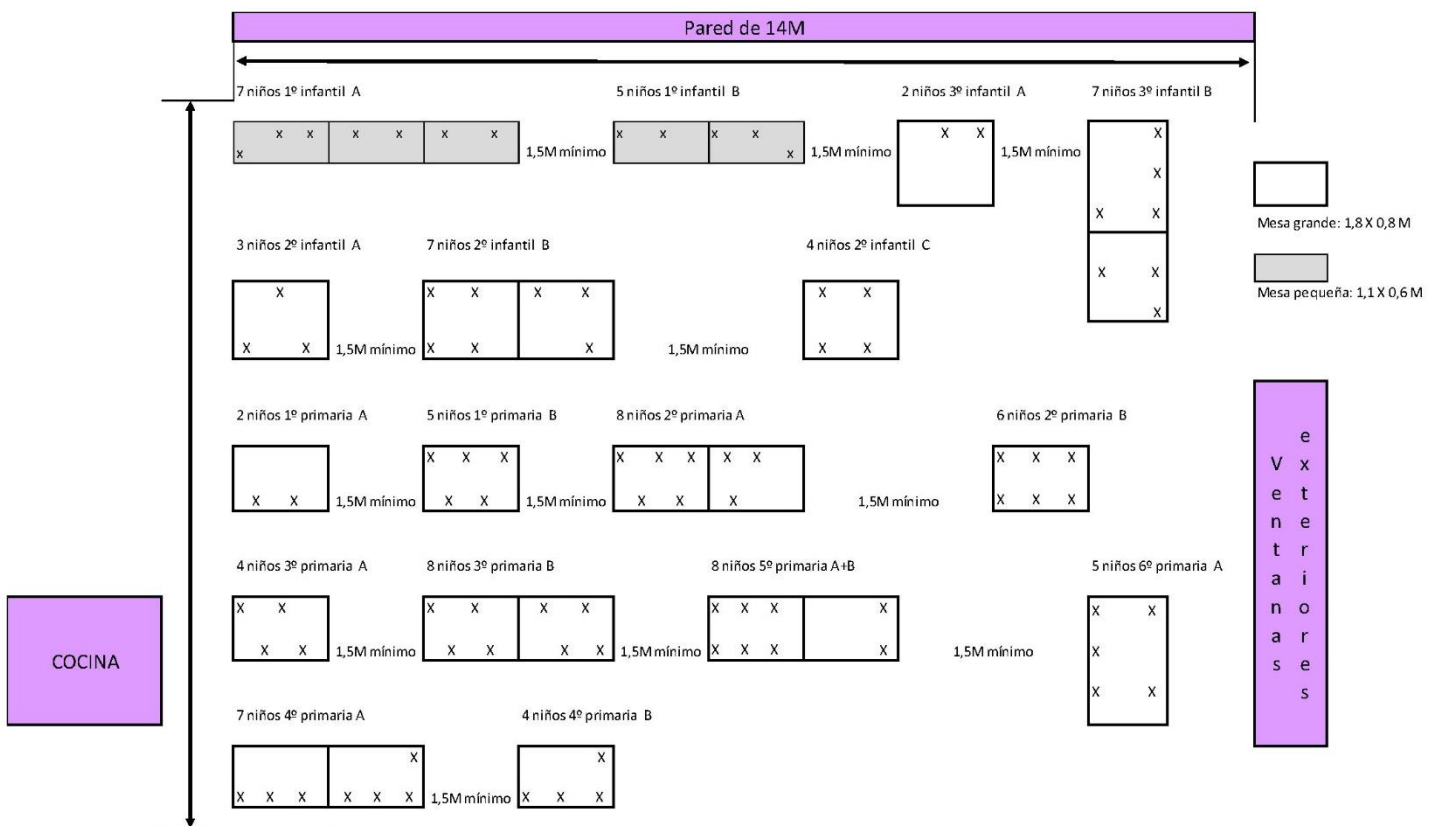 Pared de 14M
7 niños 1º infantil A 5 niños 1º infantil B 2 niños 3º infantil A 7 niños 3º infantil B
x x x x x x x x x x X X X
x 1,5M mínimo x 1,5M mínimo 1,5M mínimo
X
X X
Mesa grande: 1,8 X 0,8 M
3 niños 2º infantil A 7 niños 2º infantil B 4 niños 2º infantil C
X X X
Mesa pequeña: 1,1 X 0,6 M
X X X X X X X
X
X X 1,5M mínimo X X X 1,5M mínimo X X
2 niños 1º primaria A 5 niños 1º primaria B 8 niños 2º primaria A 6 niños 2º primaria B
X X X X X X X X X X X
X X 1,5M mínimo X X 1,5M mínimo X X X 1,5M mínimo X X X
Ventanas
exteriores
4 niños 3º primaria A 8 niños 3º primaria B 8 niños 5º primaria A+B 5 niños 6º primaria A
X X X X X X X X X X X X
X X 1,5M mínimo X X X X 1,5M mínimo X X X X 1,5M mínimo X
X X
COCINA
7 niños 4º primaria A 4 niños 4º primaria B
X X
X X X X X X 1,5M mínimo X X X